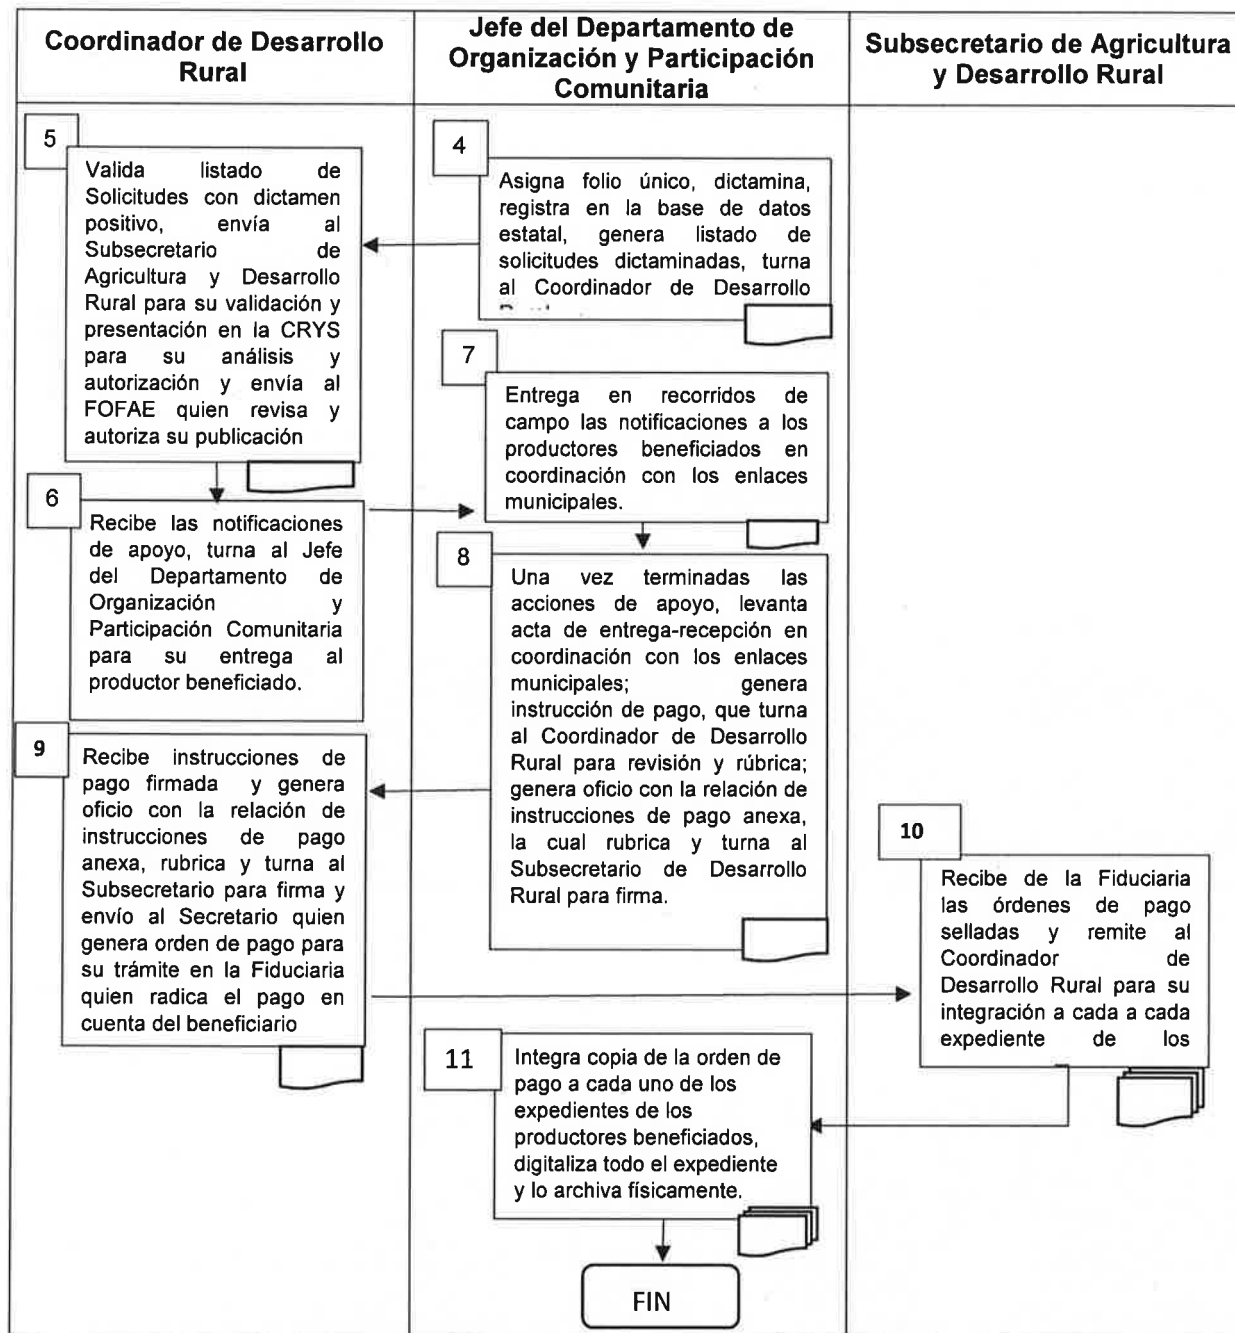 Coordinador de Desarrollo
Rural
Jefe del Departamento de
Organización y Participación
Comunitaria
Subsecretario de Agricultura
y Desarrollo Rural
4
Asigna folio único, dictamina,
registra en la base de datos
estatal, genera listado de
solicitudes dictaminadas, turna
al Coordinador de Desarrollo
5
Valida listado de
Solicitudes con dictamen
positivo, envía al
Subsecretario de
Agricultura y Desarrollo
Rural para su validación y
presentación en la CRYS
para su análisis y
autorización y envía al
FOFAE quien revisa y
autoriza su publicación
6
Recibe las notificaciones
de apoyo, turna al Jefe
del Departamento de
Organización y
Participación Comunitaria
para su entrega al
productor beneficiado.
7
Entrega en recorridos de
campo las notificaciones a los
productores beneficiados en
coordinación con los enlaces
municipales.
8
Una vez terminadas las
acciones de apoyo, levanta
acta de entrega-recepción en
coordinación con los enlaces
municipales; genera
instrucción de pago, que turna
al Coordinador de Desarrollo
Rural para revisión y rúbrica;
genera oficio con la relación de
instrucciones de pago anexa,
la cual rubrica y turna al
Subsecretario de Desarrollo
Rural para firma.
9
Recibe instrucciones de
pago firmada y genera
oficio con la relación de
instrucciones de pago
anexa, rubrica y turna al
Subsecretario para firma y
envío al Secretario quien
genera orden de pago para
su trámite en la Fiduciaria
quien radica el pago en
cuenta del beneficiario
10
Recibe de la Fiduciaria
las órdenes de pago
selladas y remite al
Coordinador de
Desarrollo Rural para su
integración a cada a cada
expediente de los
11
Integra copia de la orden de
pago a cada uno de los
expedientes de los
productores beneficiados,
digitaliza todo el expediente
y lo archiva físicamente.
FIN